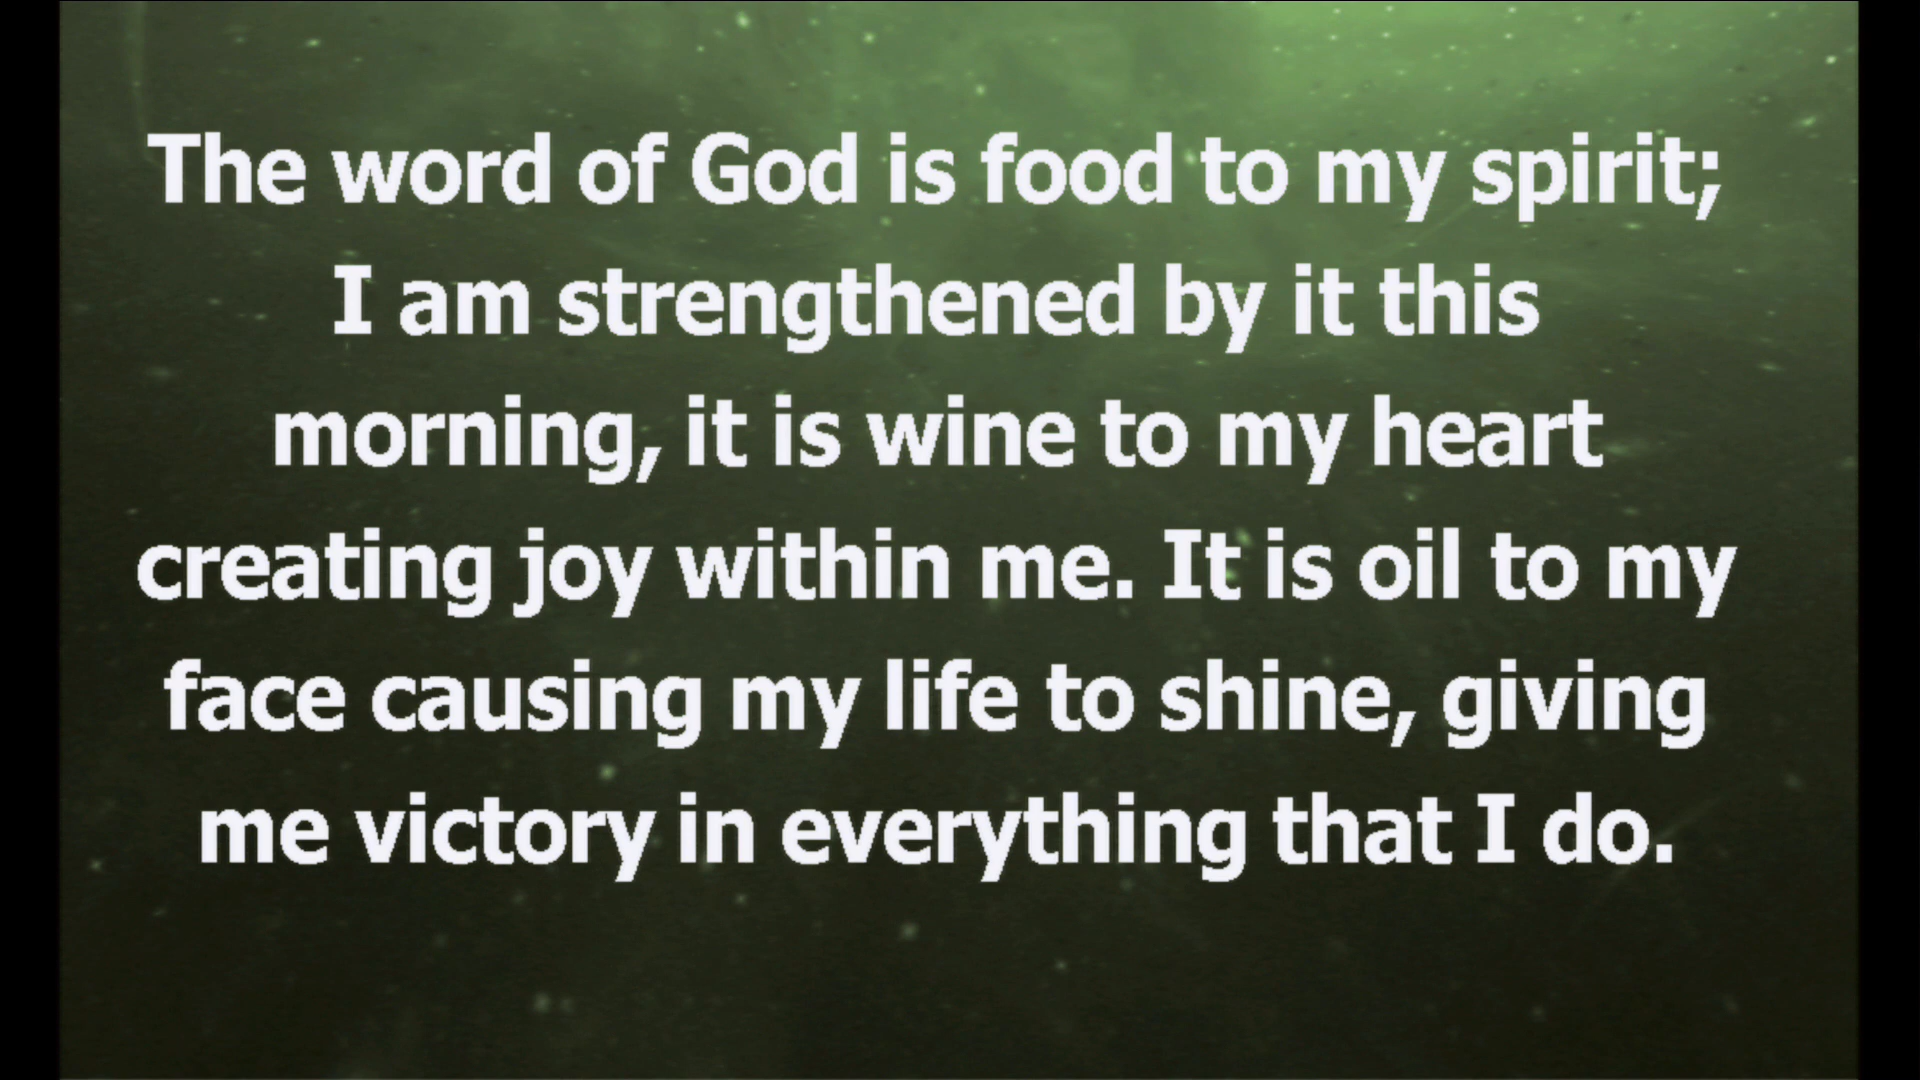 The word of God is food to my spirit;
I am strengthened by it this
morning, it is wine to my heart
creating joy within me. It is oil to my
face causing my life to shine, giving
me victory in everything that I do.